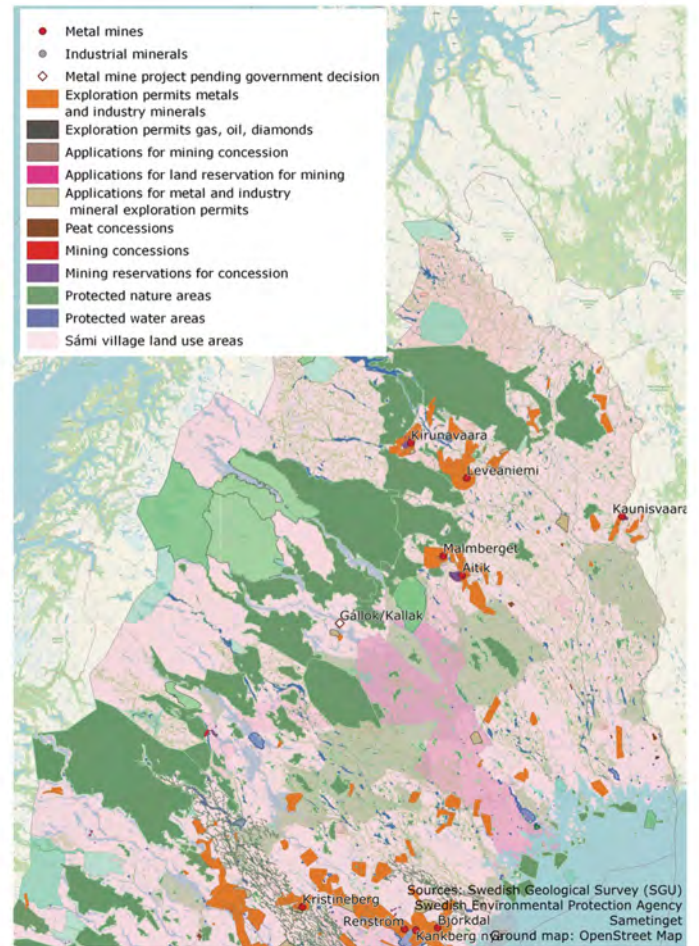 Metal mines
Industrial minerals
Metal mine project pending government decision
Exploration permits metals
and industry minerals
Exploration permits gas, oil, diamonds
Applications for mining concession
Applications for land reservation for mining
Applications for metal and industry
mineral exploration permits
Peat concessions
Mining concessions
Mining reservations for concession
Protected nature areas
Protected water areas
Sámi village land use areas
Kirunavaara
Leveäniemi
Kaunisvaara
Malmberget
Aitik
Gállok/Kallak
Kristineberg
Renström
Björkdal
Kankberg nya
Sources: Swedish Geological Survey (SGU)
Swedish Environmental Protection Agency
Sametinget
Ground map: OpenStreet Map